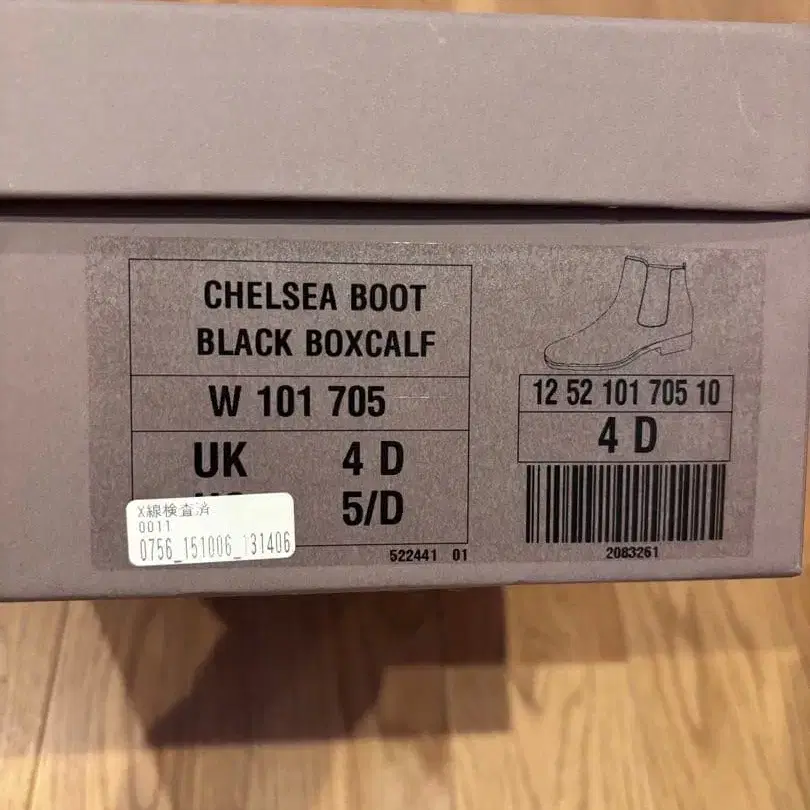 CHELSEA BOOT
BLACK BOXCALF
W 101 705
UK 4 D
5/D
522441 01
12 52 101 705 10
4 D
2083261
X線検査済
0011
0756_151006_131406